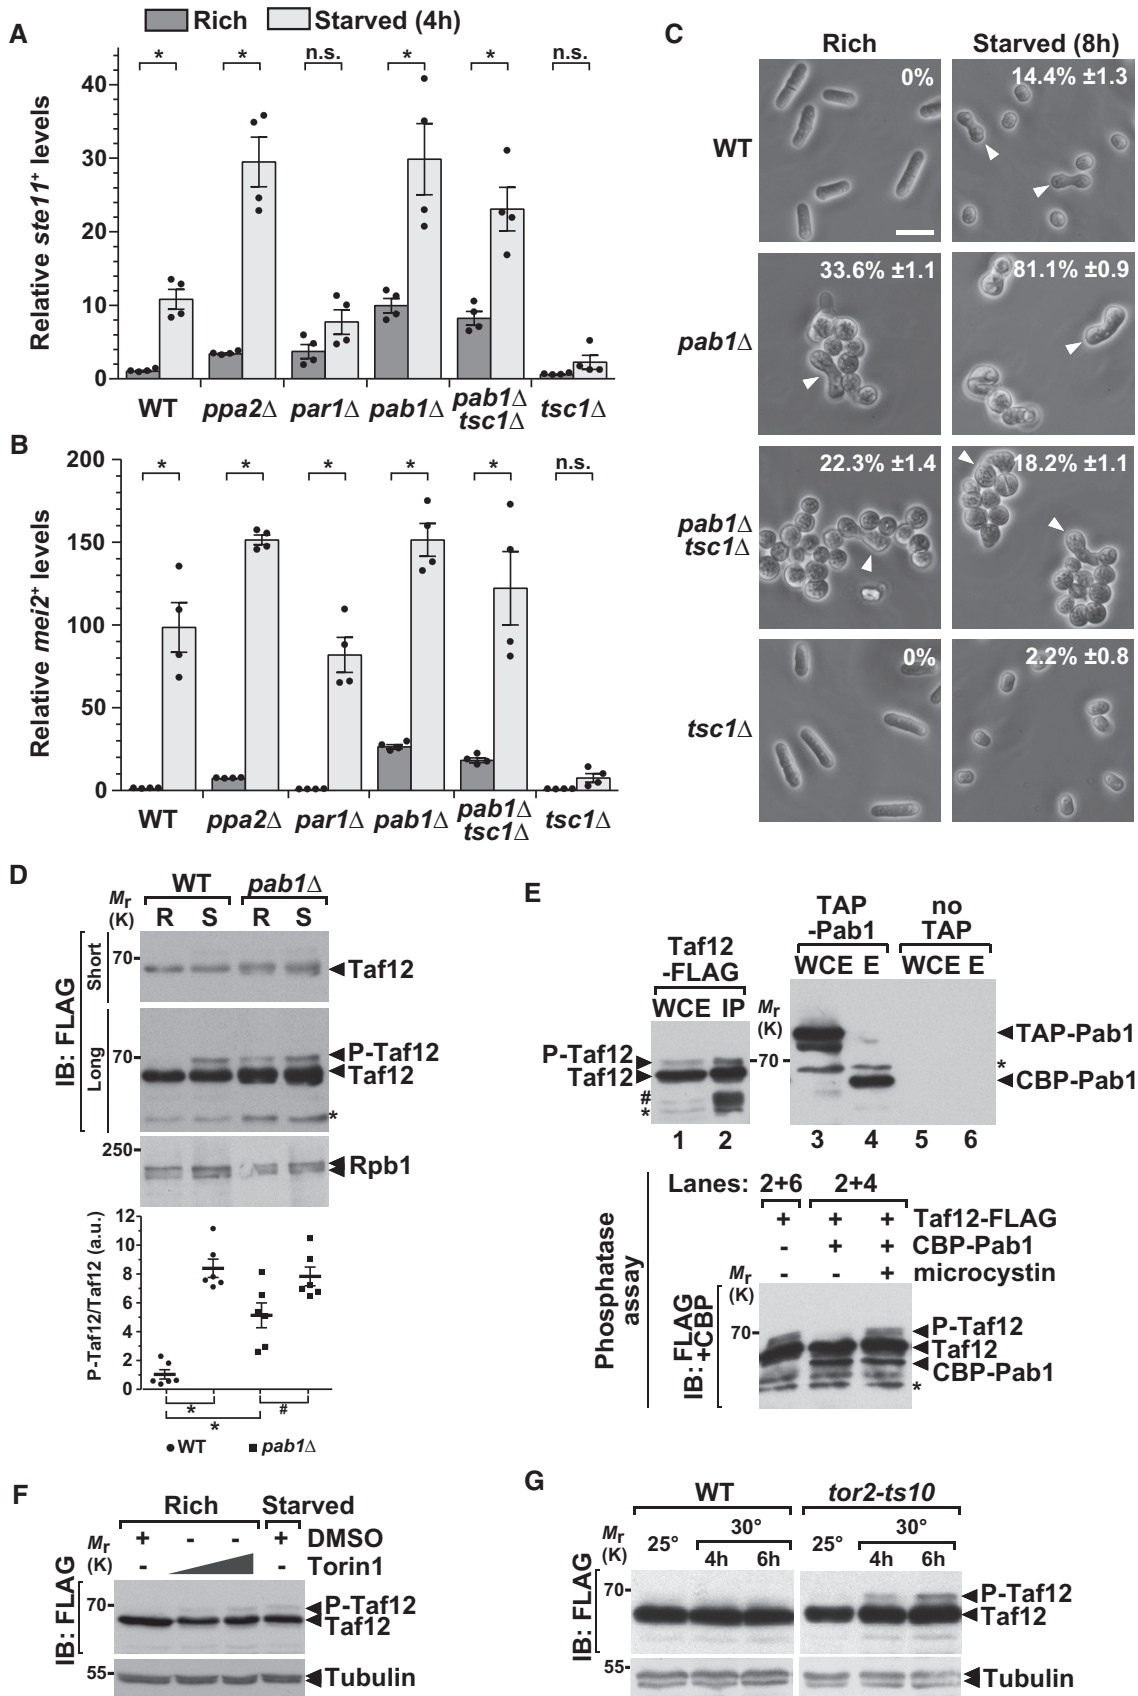 A
Rich
Starved (4h)
Relative ste11+ levels
40
30
20
10
0
*
*
n.s.
*
*
n.s.
WT
ppa2Δ
par1Δ
pab1Δ
pab1Δ
tsc1Δ
tsc1Δ
B
Relative mei2+ levels
200
150
100
50
0
*
*
*
*
*
n.s.
WT
ppa2Δ
par1Δ
pab1Δ
pab1Δ
tsc1Δ
tsc1Δ
C
Rich
Starved (8h)
WT
0%
14.4% ±1.3
pab1Δ
33.6% ±1.1
81.1% ±0.9
pab1Δ
tsc1Δ
22.3% ±1.4
18.2% ±1.1
tsc1Δ
0%
2.2% ±0.8
D
WT
pab1Δ
Mr
(K)
R S R S
IB: FLAG
Short
70
Taf12
Long
70
P-Taf12
Taf12
*
250
Rpb1
P-Taf12/Taf12 (a.u.)
12
10
8
6
4
2
0
*
#
*
WT
pab1Δ
E
Taf12
-FLAG
WCE IP
P-Taf12
Taf12
#
*
1 2
TAP
-Pab1
no
TAP
WCE E WCE E
Mr
(K)
70
TAP-Pab1
*
CBP-Pab1
3 4 5 6
Phosphatase
assay
Lanes: 2+6 2+4
+ + + Taf12-FLAG
- + + CBP-Pab1
- - + microcystin
Mr
(K)
IB: FLAG
+CBP
70
P-Taf12
Taf12
CBP-Pab1
*
F
Rich
Starved
Mr
(K)
+ - - + DMSO
- - Torin1
IB: FLAG
70
P-Taf12
Taf12
55
Tubulin
G
WT
tor2-ts10
Mr
(K)
25°
30°
4h 6h
25°
30°
4h 6h
IB: FLAG
70
P-Taf12
Taf12
55
Tubulin